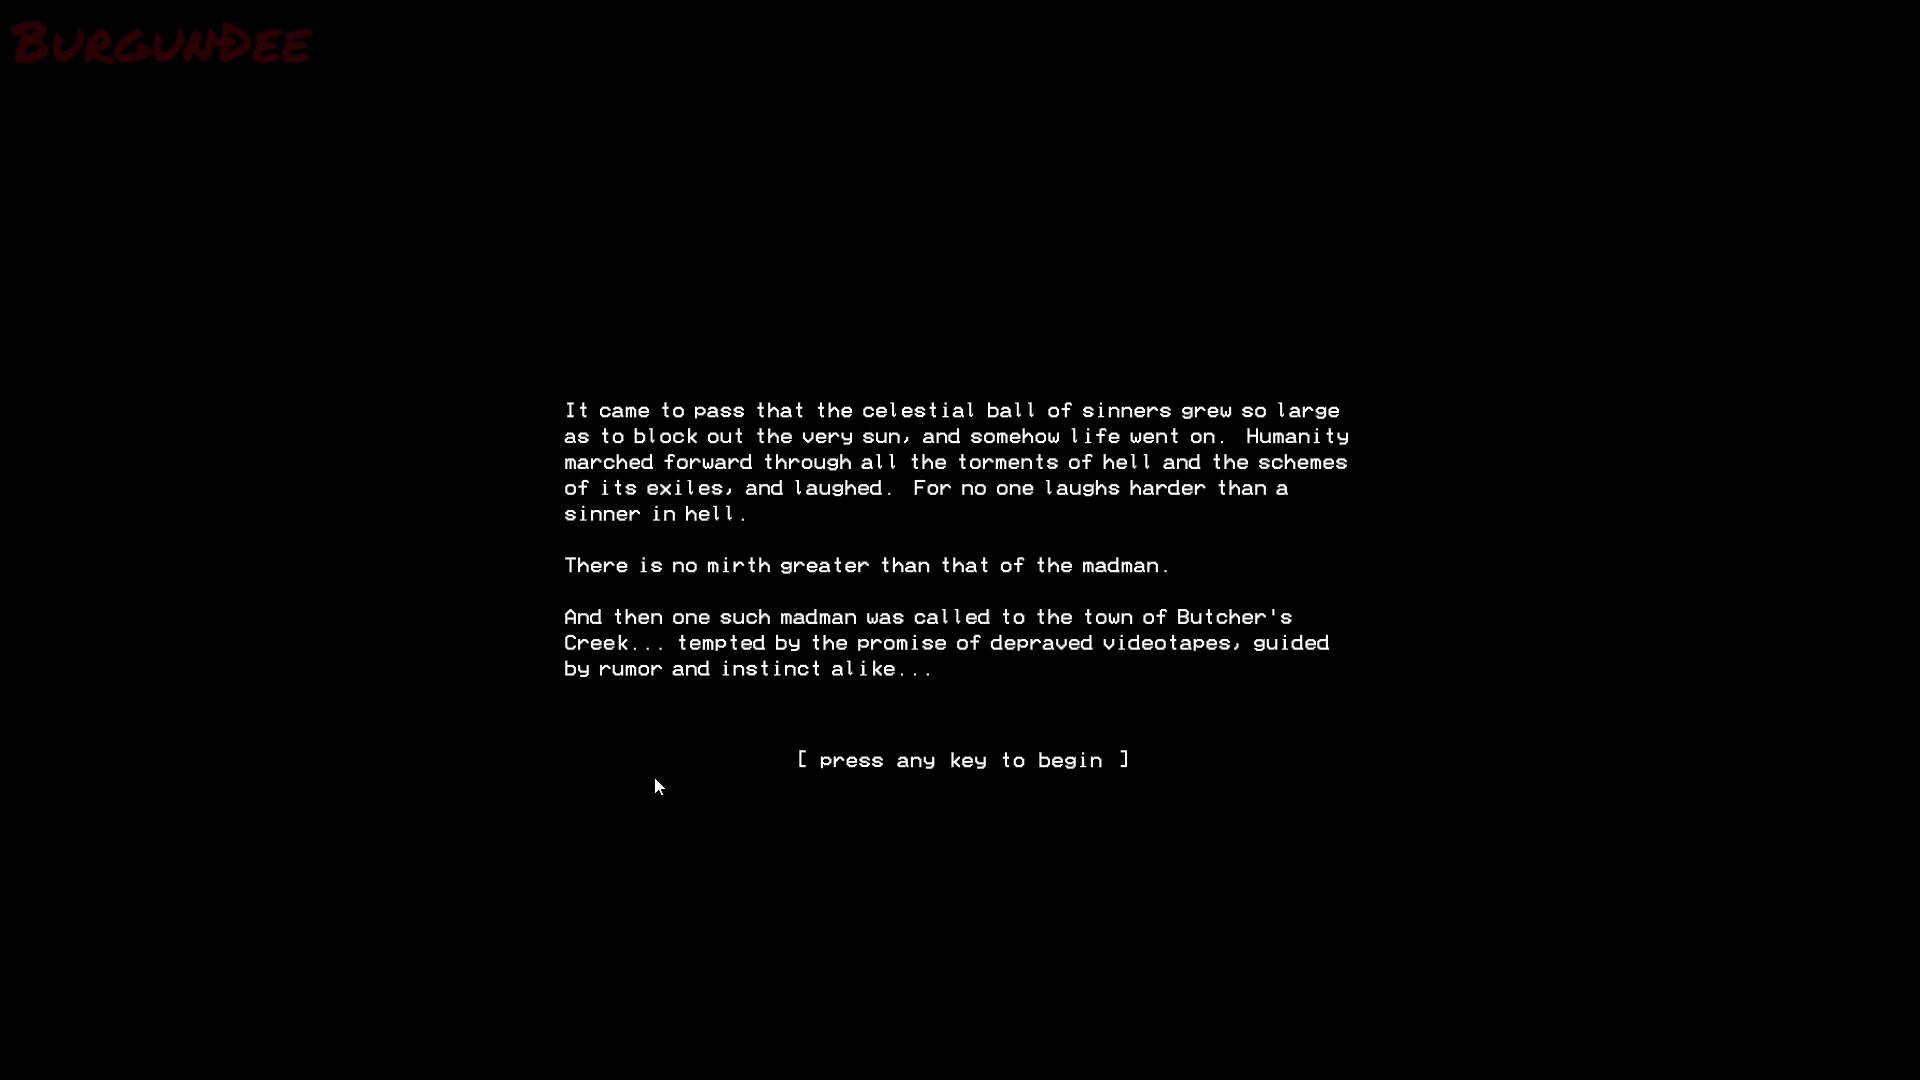 BurgunDee
It came to pass that the celestial ball of sinners grew so large
as to block out the very sun, and somehow life went on.  Humanity
marched forward through all the torments of hell and the schemes
of its exiles, and laughed.  For no one laughs harder than a
sinner in hell.
There is no mirth greater than that of the madman.
And then one such madman was called to the town of Butcher's
Creek... tempted by the promise of depraved videotapes, guided
by rumor and instinct alike...
[ press any key to begin ]